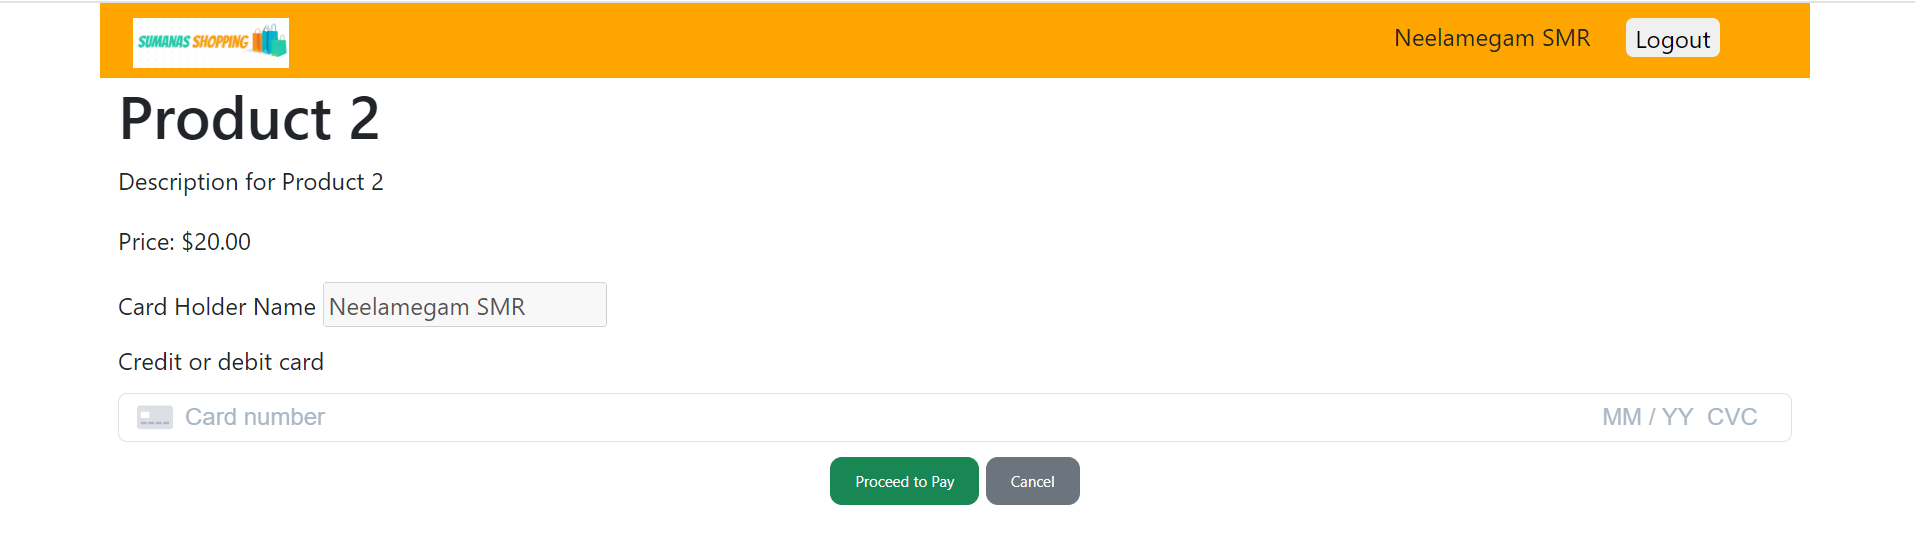 SUMANAS SHOPPING
Neelamegam SMR
Logout
Product 2
Description for Product 2
Price: $20.00
Card Holder Name Neelamegam SMR
Credit or debit card
Card number MM / YY CVC
Proceed to Pay Cancel